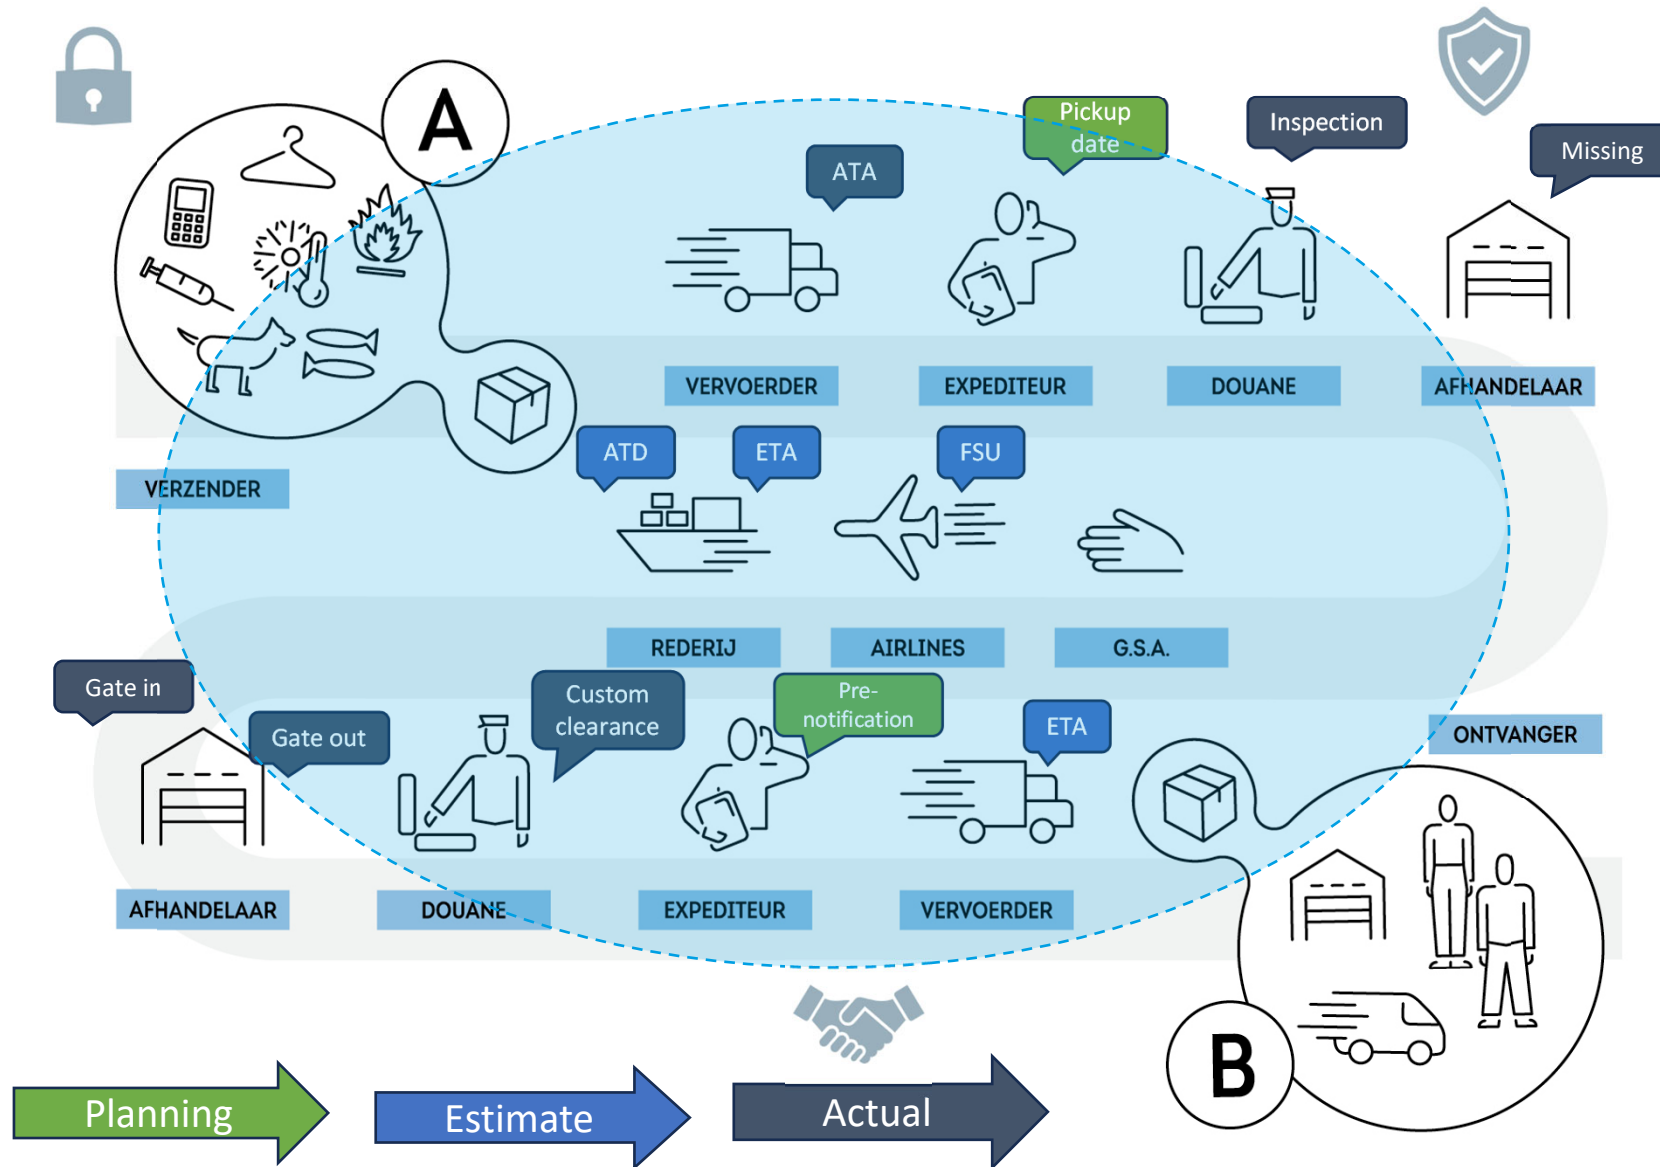 A
Pickup
date
Inspection
Missing
ATA
VERVOERDER
EXPEDITEUR
DOUANE
AFHANDELAAR
ATD
ETA
FSU
VERZENDER
REDERIJ
AIRLINES
G.S.A.
Gate in
Custom
clearance
Pre-
notification
Gate out
ETA
ONTVANGER
AFHANDELAAR
DOUANE
EXPEDITEUR
VERVOERDER
B
Planning
Estimate
Actual